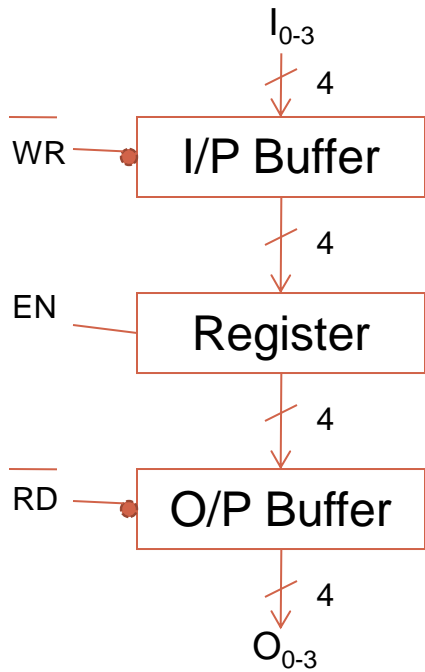 I0-3
4
WR
I/P Buffer
4
EN
Register
4
RD
O/P Buffer
4
O0-3